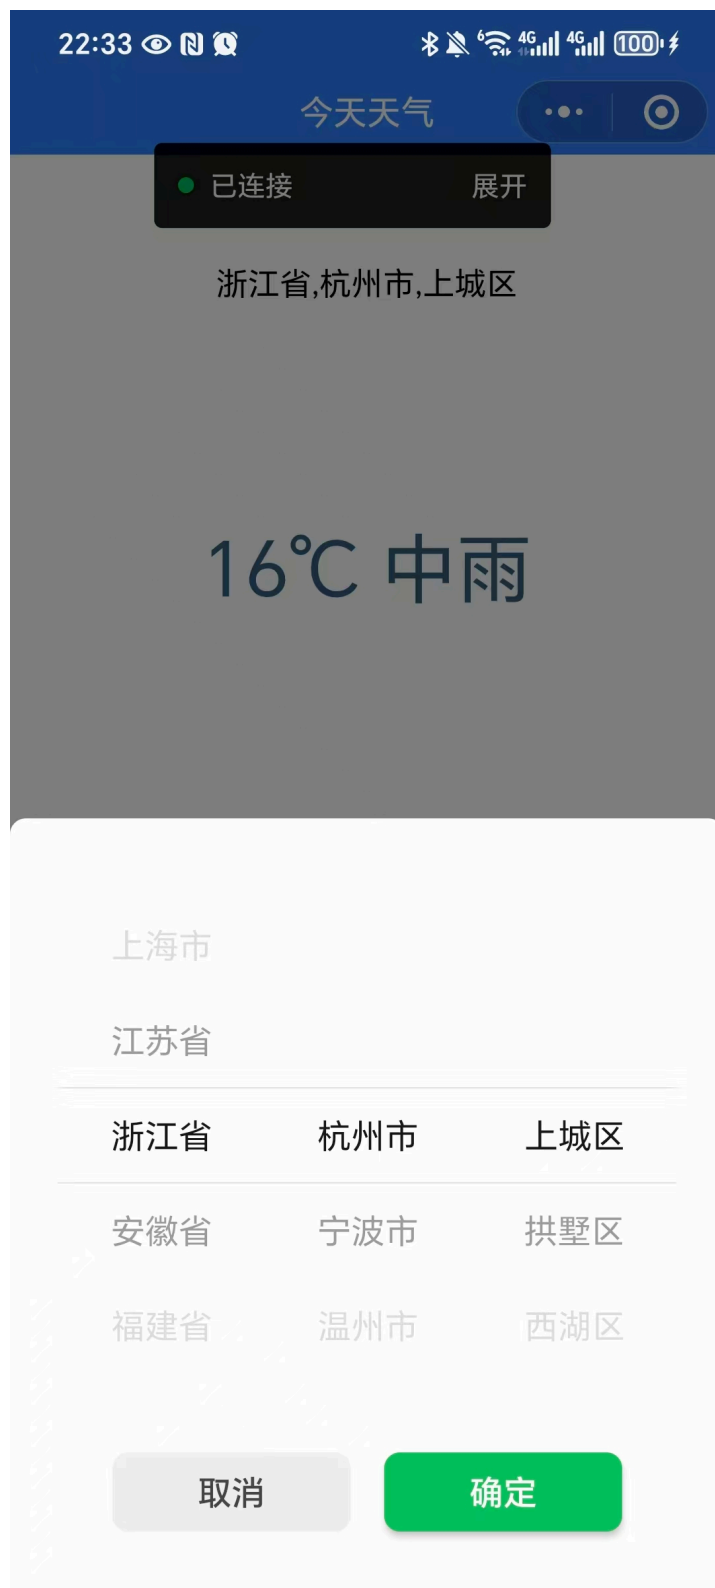 22:33 6 4G 4G 100
今天天气
已连接 展开
浙江省,杭州市,上城区
16℃ 中雨
上海市
江苏省
浙江省 杭州市 上城区
安徽省 宁波市 拱墅区
福建省 温州市 西湖区
取消 确定